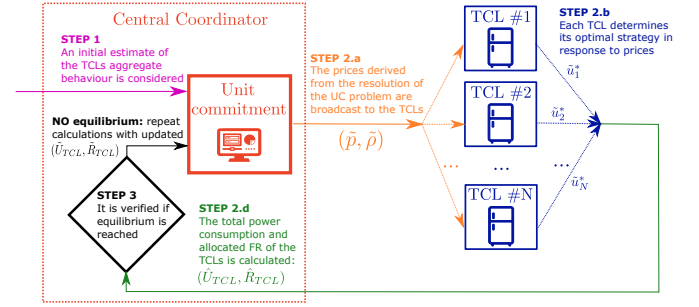 Central Coordinator
STEP 1
An initial estimate of
the TCLs aggregate
behaviour is considered
Unit
commitment
NO equilibrium: repeat
calculations with updated
(Ũ_TCL, R̃_TCL)
STEP 3
It is verified if
equilibrium is
reached
STEP 2.d
The total power
consumption and
allocated FR of the
TCLs is calculated:
(Û_TCL, R̂_TCL)
STEP 2.a
The prices derived
from the resolution of
the UC problem are
broadcast to the TCLs
(p̃, ρ̃)
...
TCL #1
TCL #2
...
TCL #N
STEP 2.b
Each TCL determines
its optimal strategy in
response to prices
ũ*_1
ũ*_2
...
ũ*_N